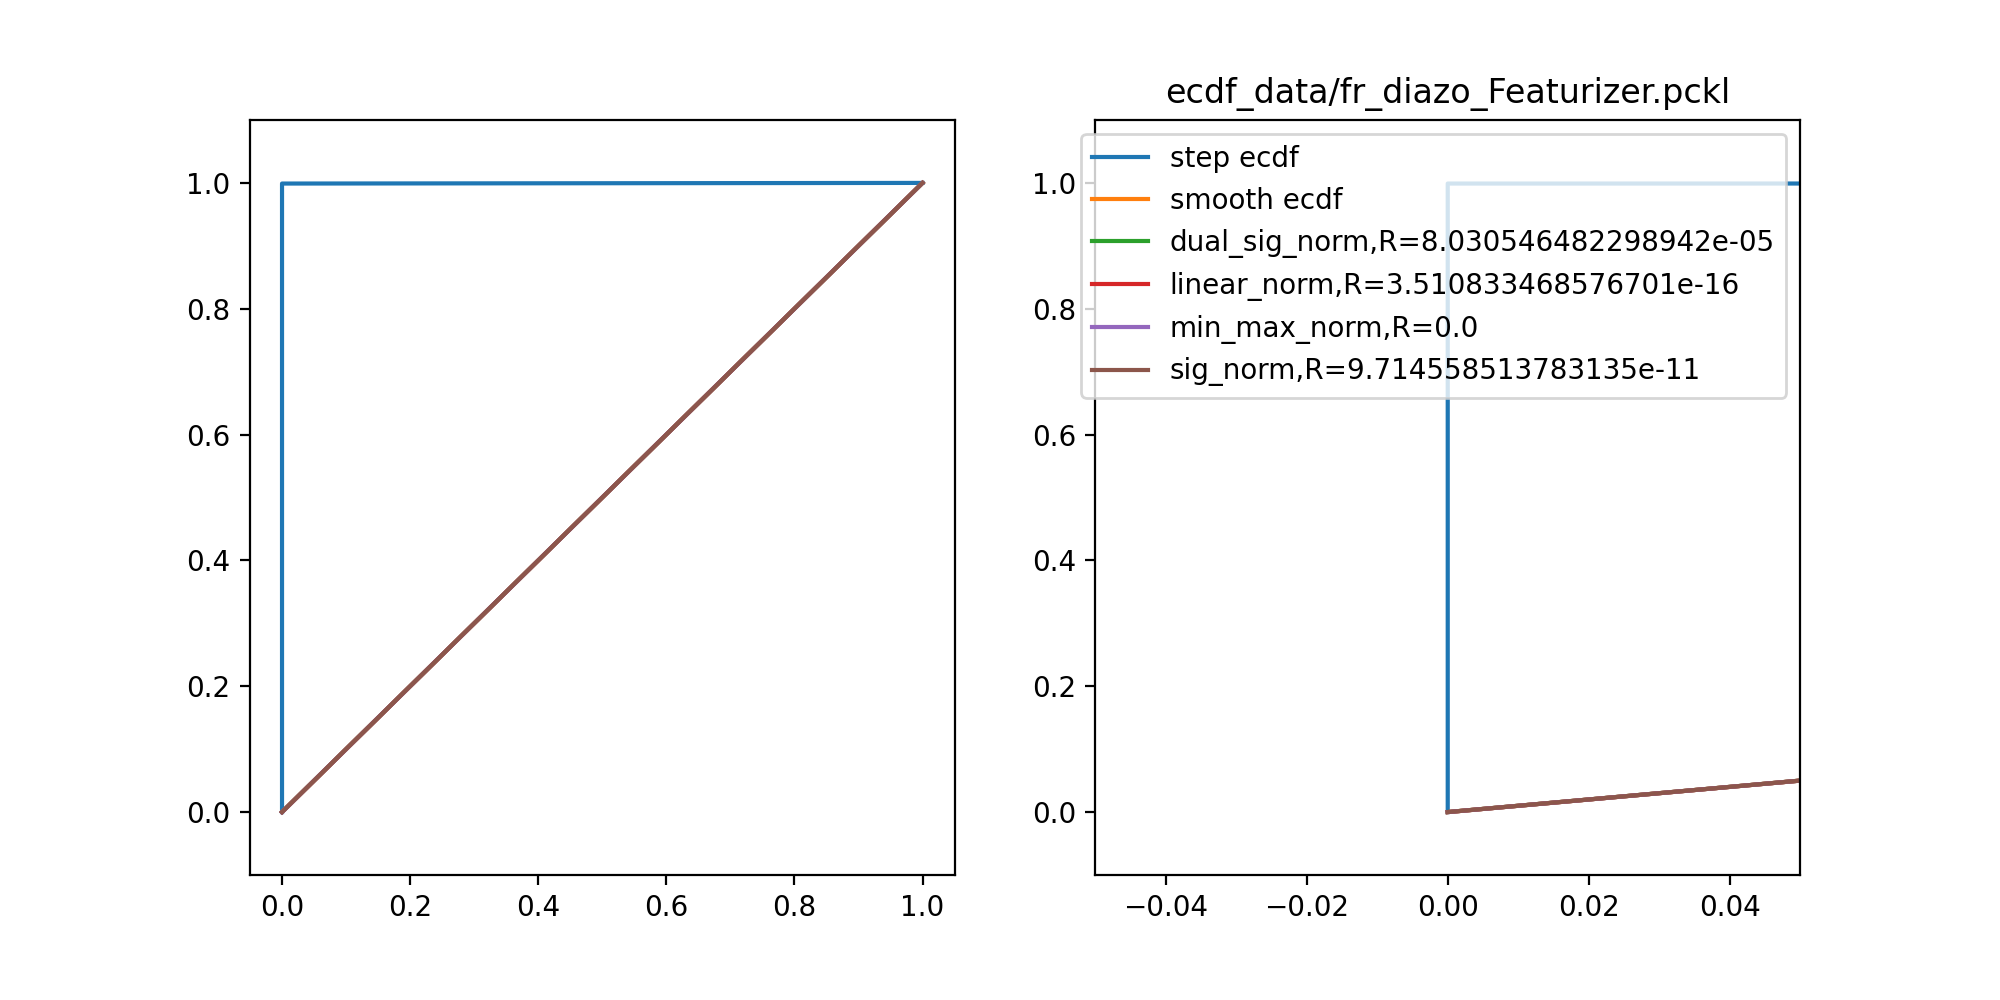 ecdf_data/fr_diazo_Featurizer.pckl
1.0
0.8
0.6
0.4
0.2
0.0
0.0 0.2 0.4 0.6 0.8 1.0
step ecdf
smooth ecdf
dual_sig_norm,R=8.030546482298942e-05
linear_norm,R=3.510833468576701e-16
min_max_norm,R=0.0
sig_norm,R=9.714558513783135e-11
1.0
0.8
0.6
0.4
0.2
0.0
−0.04 −0.02 0.00 0.02 0.04